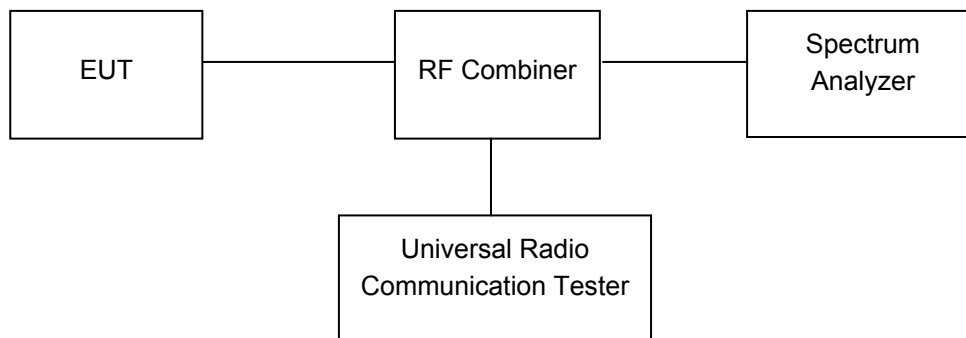 EUT
RF Combiner
Spectrum
Analyzer
Universal Radio
Communication Tester